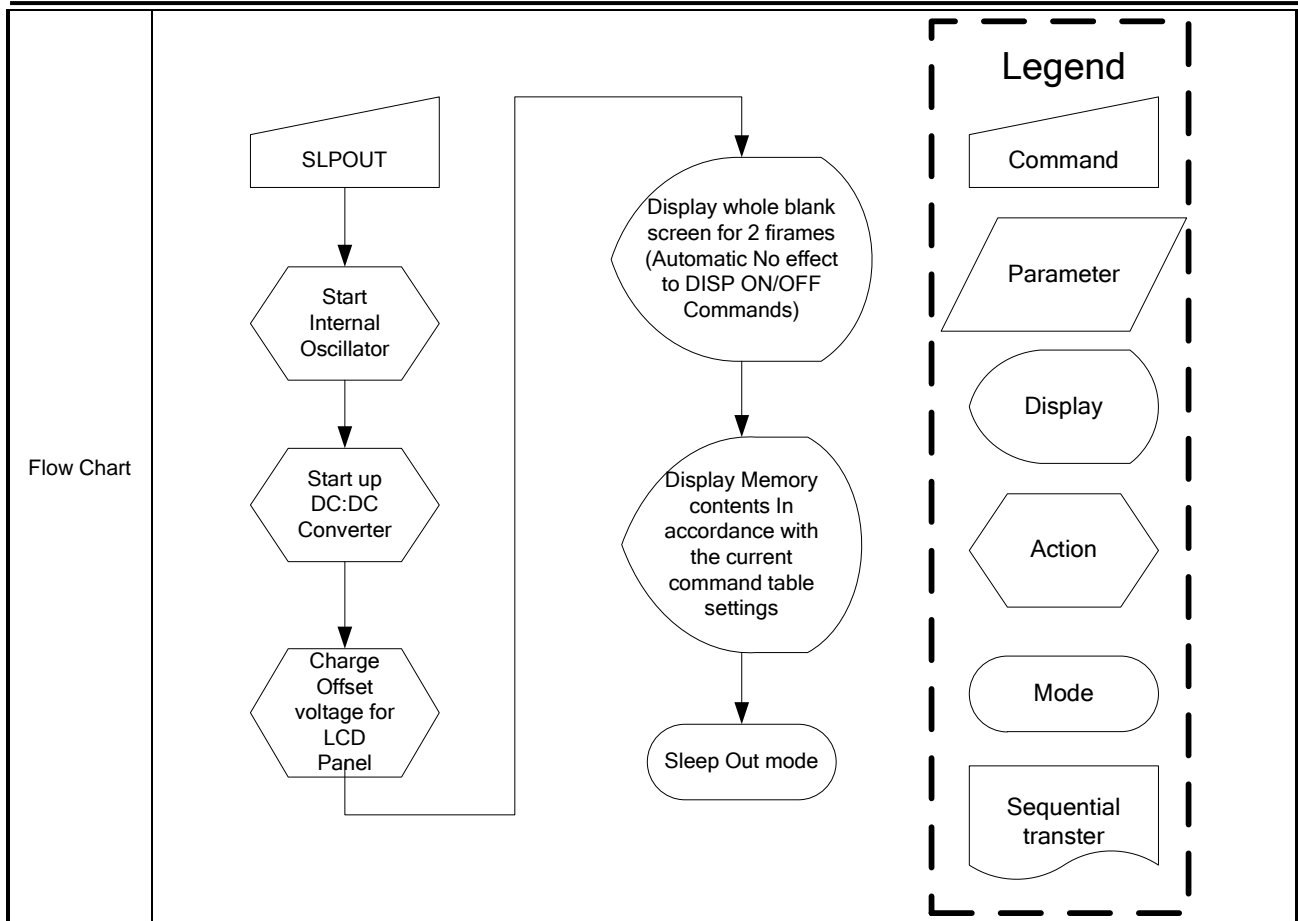 Flow Chart
SLPOUT
Start
Internal
Oscillator
Start up
DC:DC
Converter
Charge
Offset
voltage for
LCD
Panel
Display whole blank
screen for 2 firames
(Automatic No effect
to DISP ON/OFF
Commands)
Display Memory
contents In
accordance with
the current
command table
settings
Sleep Out mode
Legend
Command
Parameter
Display
Action
Mode
Sequential
transter